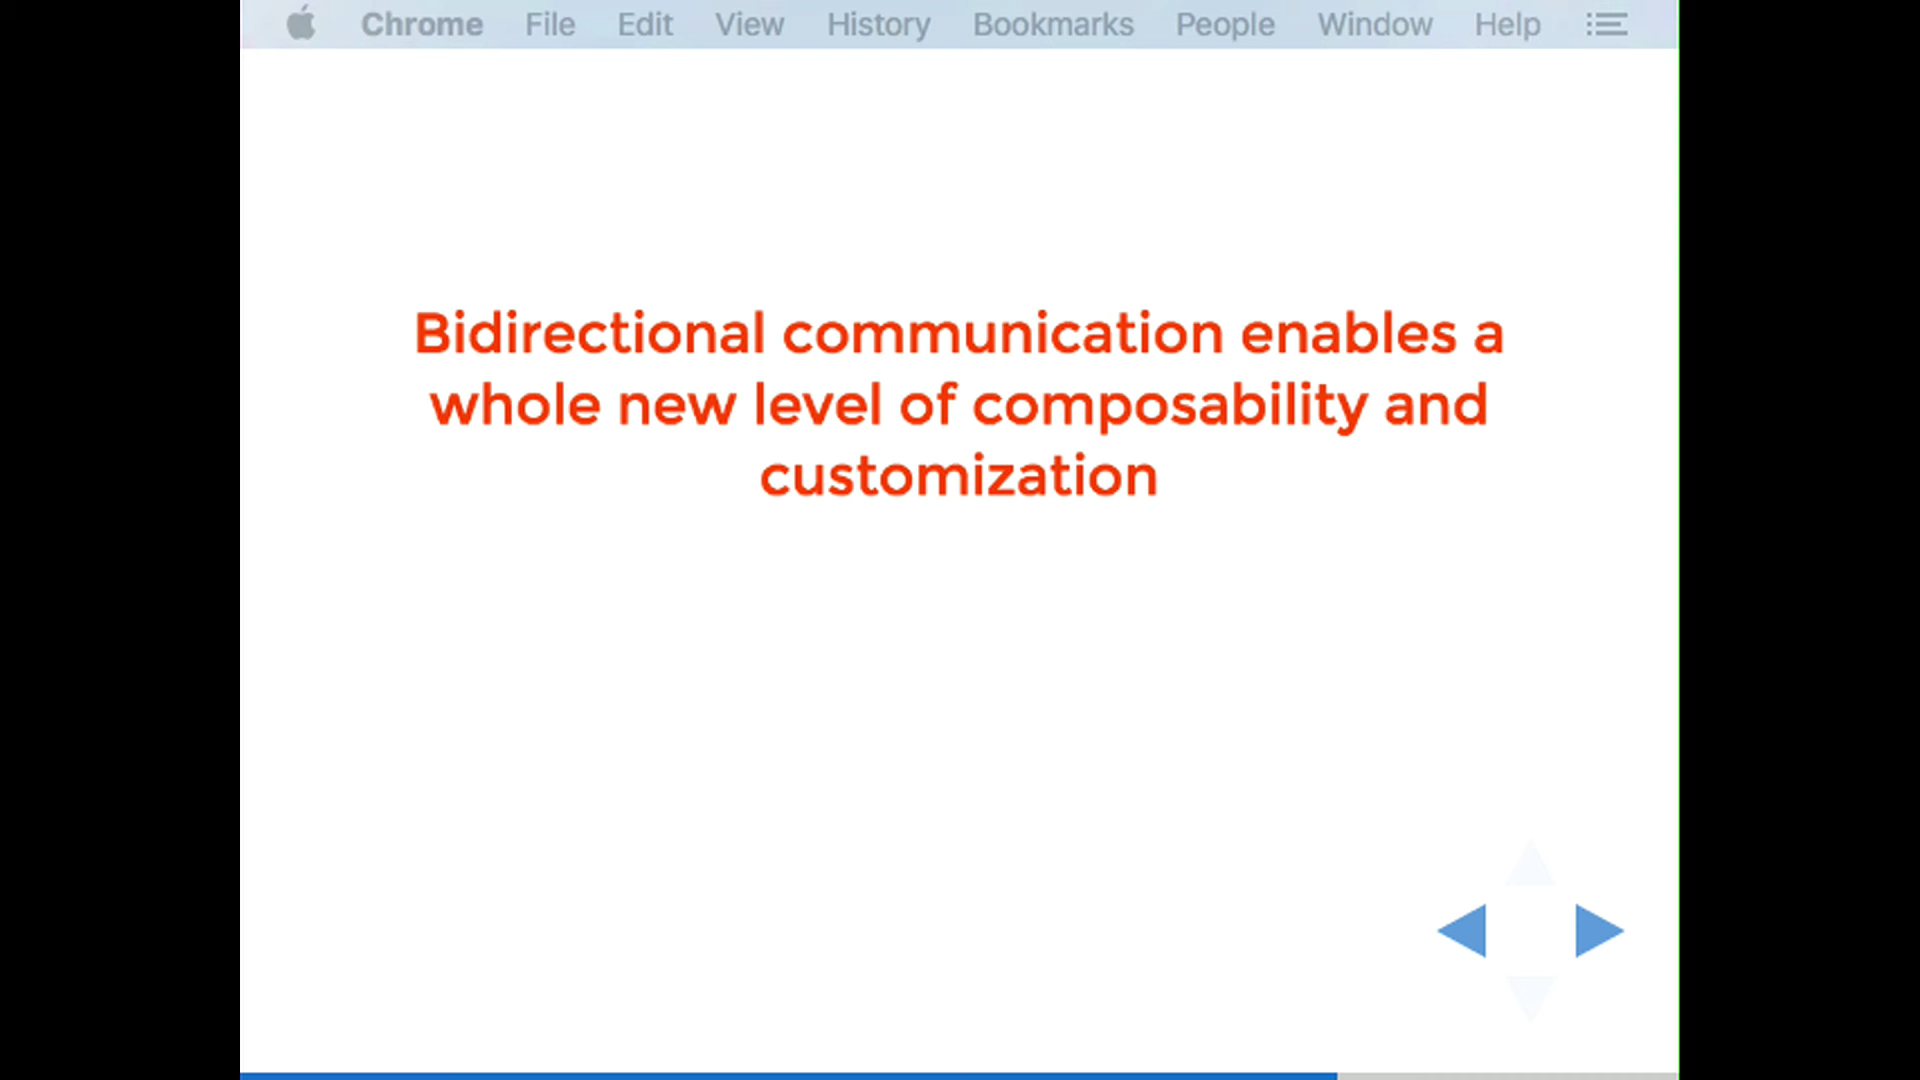 Chrome File Edit View History Bookmarks People Window Help
Bidirectional communication enables a
whole new level of composability and
customization